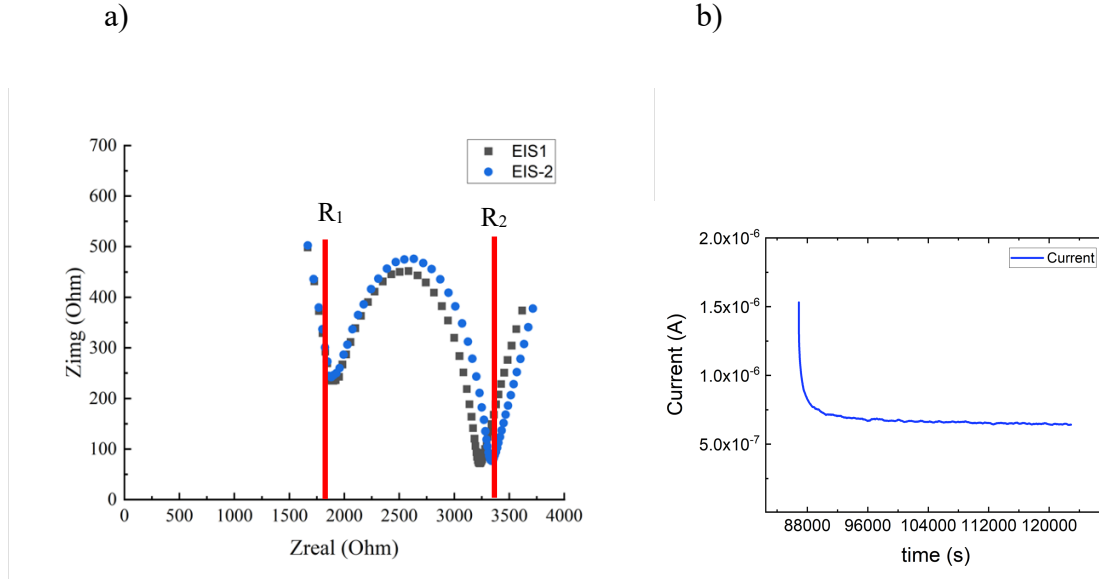 a)
b)
700
600
500
400
300
200
100
0
Zimg (Ohm)
EIS1
EIS-2
R₁
R₂
0 500 1000 1500 2000 2500 3000 3500 4000
Zreal (Ohm)
2.0x10⁻⁶
1.5x10⁻⁶
1.0x10⁻⁶
5.0x10⁻⁷
Current (A)
Current
88000 96000 104000 112000 120000
time (s)